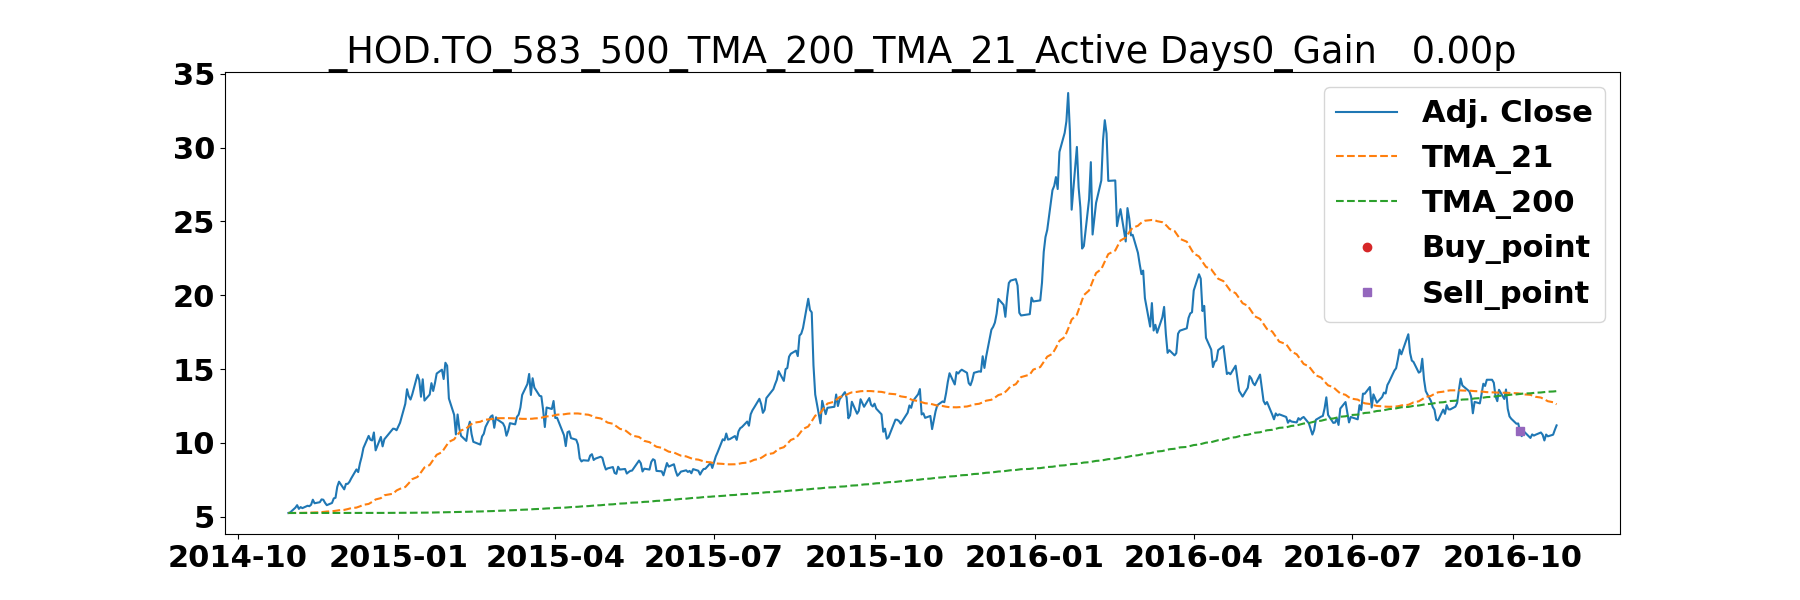 _HOD.TO_583_500_TMA_200_TMA_21_Active Days0_Gain   0.00p
35
30
25
20
15
10
5
Adj. Close
TMA_21
TMA_200
Buy_point
Sell_point
2014-10 2015-01 2015-04 2015-07 2015-10 2016-01 2016-04 2016-07 2016-10